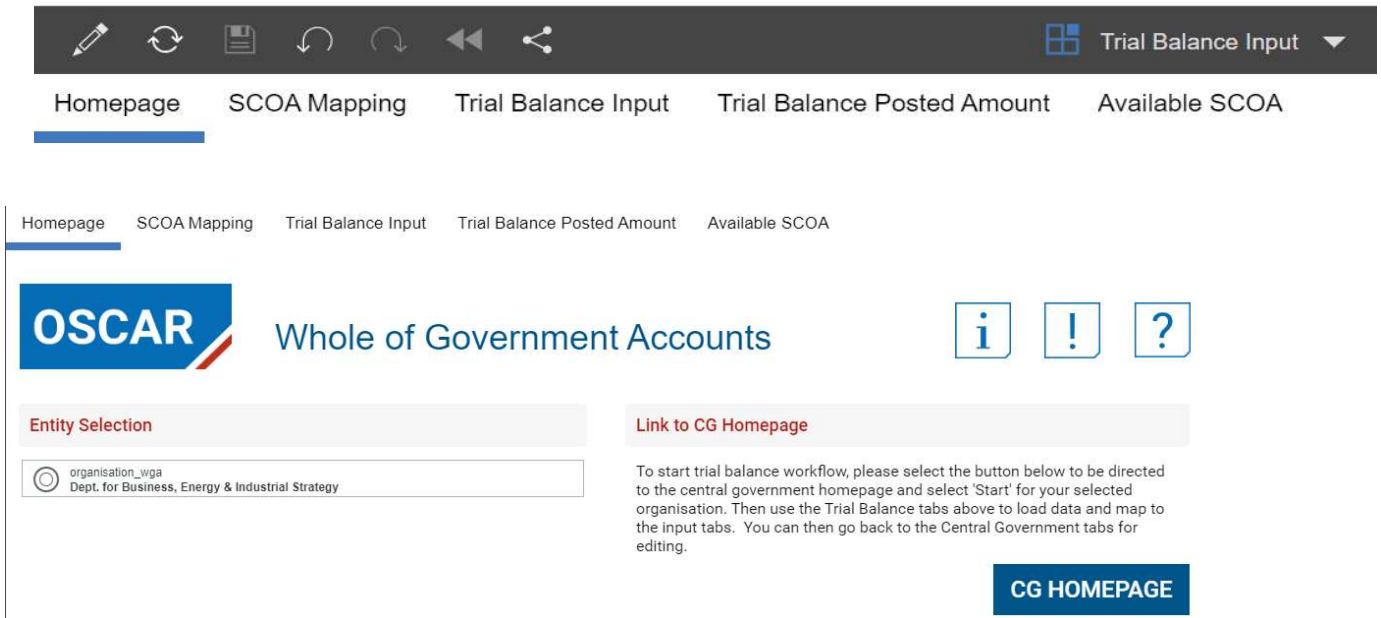 Trial Balance Input
Homepage SCOA Mapping Trial Balance Input Trial Balance Posted Amount Available SCOA
Homepage SCOA Mapping Trial Balance Input Trial Balance Posted Amount Available SCOA
OSCAR
Whole of Government Accounts
i ! ?
Entity Selection
organisation_wga
Dept. for Business, Energy & Industrial Strategy
Link to CG Homepage
To start trial balance workflow, please select the button below to be directed
to the central government homepage and select 'Start' for your selected
organisation. Then use the Trial Balance tabs above to load data and map to
the input tabs. You can then go back to the Central Government tabs for
editing.
CG HOMEPAGE